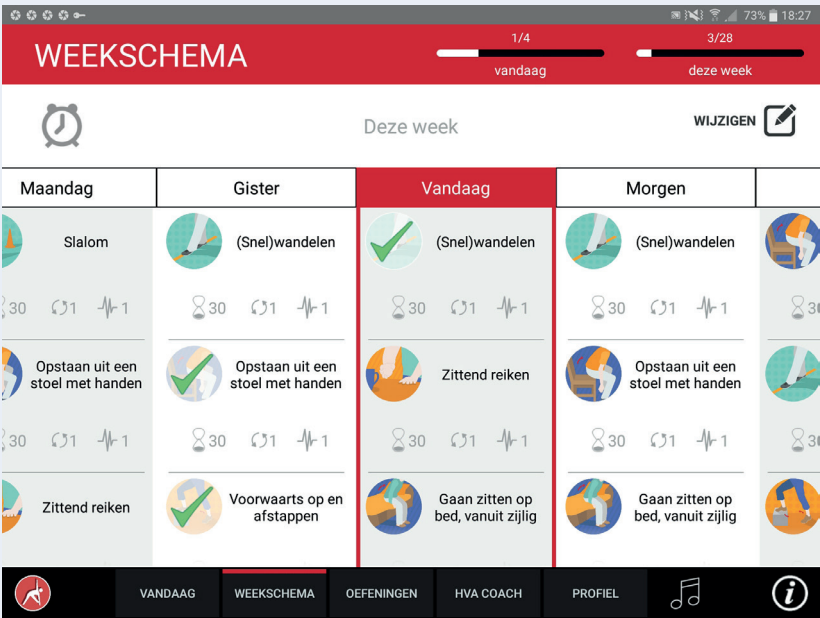 73% 18:27
WEEKSCHEMA
1/4
vandaag
3/28
deze week
Deze week
WIJZIGEN
Maandag
Gister
Vandaag
Morgen
Slalom
30 1 1
Opstaan uit een
stoel met handen
30 1 1
Zittend reiken
(Snel)wandelen
30 1 1
Opstaan uit een
stoel met handen
30 1 1
Voorwaarts op en
afstappen
(Snel)wandelen
30 1 1
Zittend reiken
30 1 1
Gaan zitten op
bed, vanuit zijlig
(Snel)wandelen
30 1 1
Opstaan uit een
stoel met handen
30 1 1
Gaan zitten op
bed, vanuit zijlig
VANDAAG
WEEKSCHEMA
OEFENINGEN
HVA COACH
PROFIEL